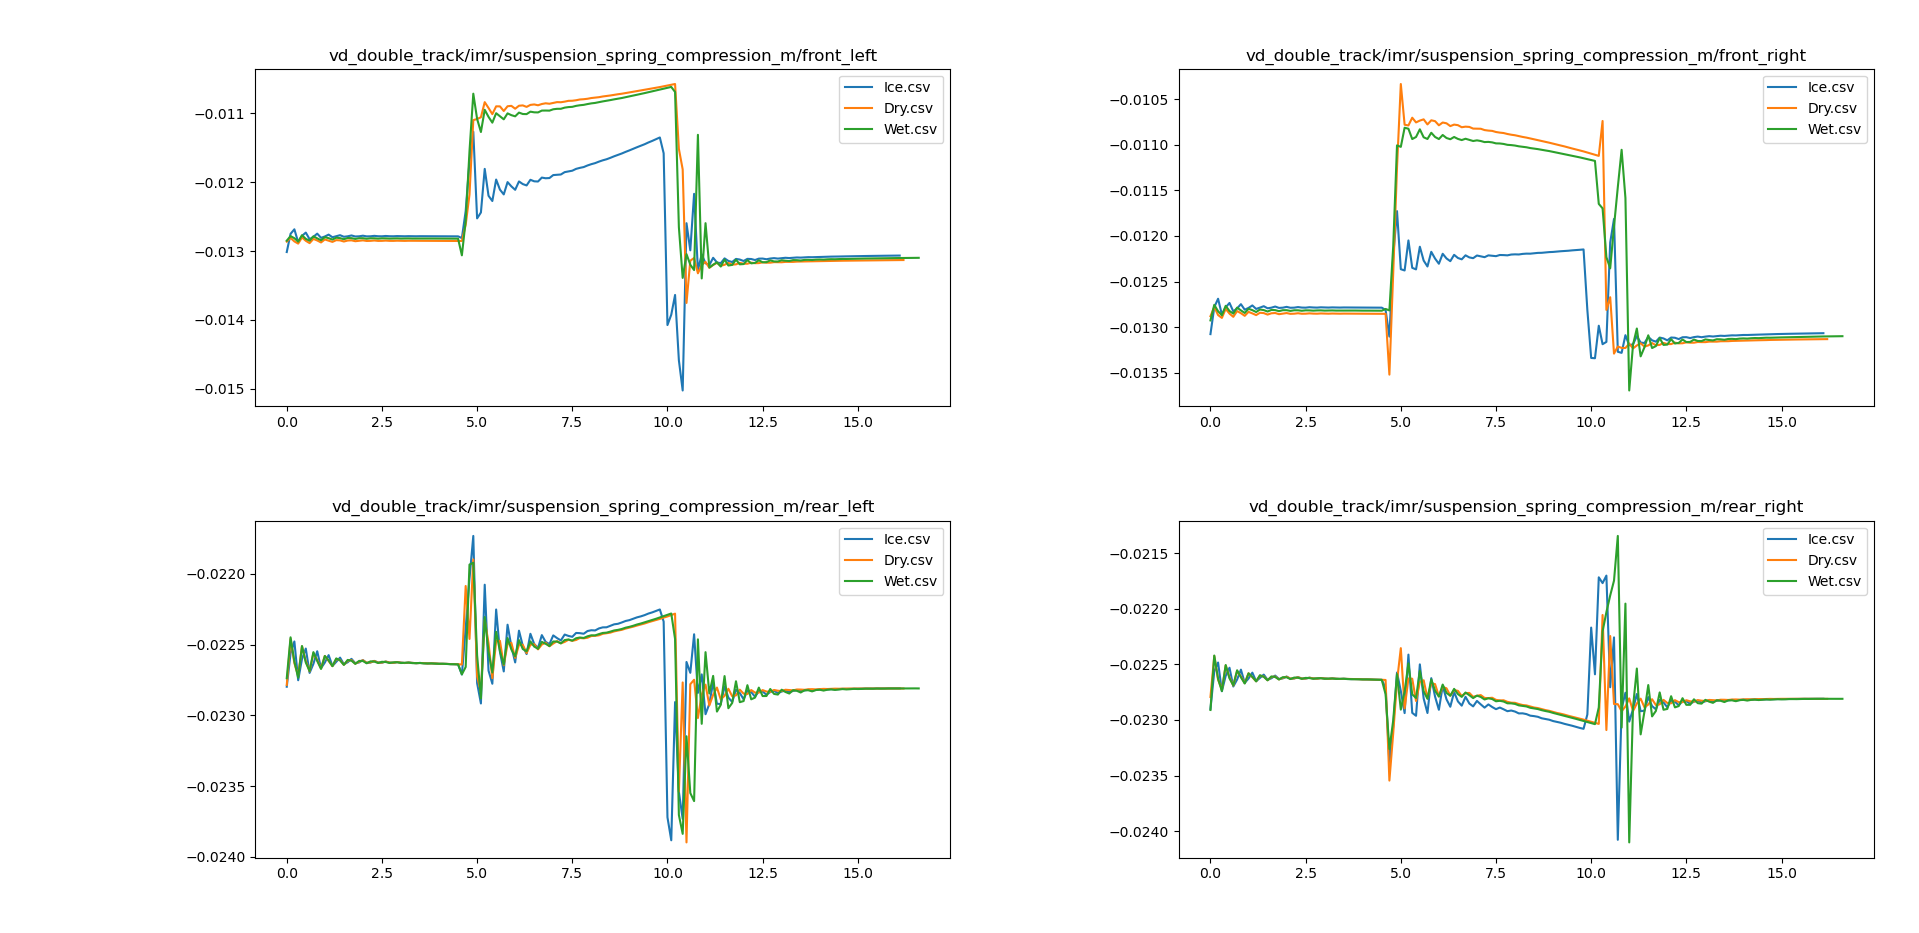 vd_double_track/imr/suspension_spring_compression_m/front_left
−0.011
−0.012
−0.013
−0.014
−0.015
0.0 2.5 5.0 7.5 10.0 12.5 15.0
Ice.csv
Dry.csv
Wet.csv
vd_double_track/imr/suspension_spring_compression_m/front_right
−0.0105
−0.0110
−0.0115
−0.0120
−0.0125
−0.0130
−0.0135
0.0 2.5 5.0 7.5 10.0 12.5 15.0
Ice.csv
Dry.csv
Wet.csv
vd_double_track/imr/suspension_spring_compression_m/rear_left
−0.0220
−0.0225
−0.0230
−0.0235
−0.0240
0.0 2.5 5.0 7.5 10.0 12.5 15.0
Ice.csv
Dry.csv
Wet.csv
vd_double_track/imr/suspension_spring_compression_m/rear_right
−0.0215
−0.0220
−0.0225
−0.0230
−0.0235
−0.0240
0.0 2.5 5.0 7.5 10.0 12.5 15.0
Ice.csv
Dry.csv
Wet.csv